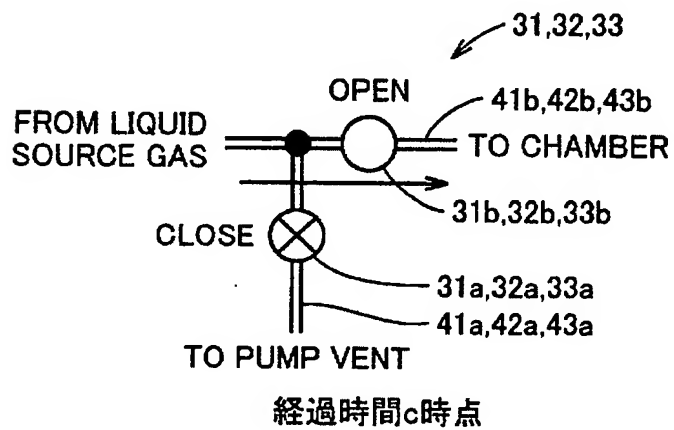 31,32,33
OPEN
41b,42b,43b
FROM LIQUID
SOURCE GAS
TO CHAMBER
31b,32b,33b
CLOSE
31a,32a,33a
41a,42a,43a
TO PUMP VENT
経過時間c時点